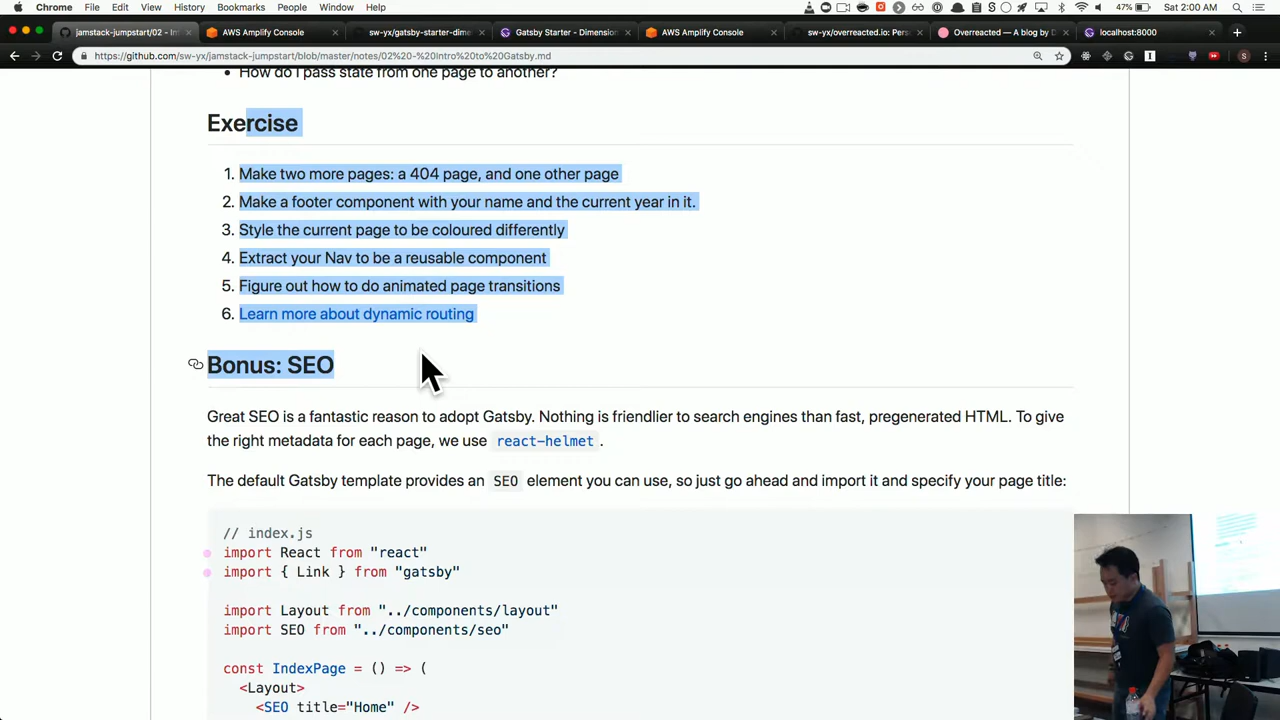 Chrome File Edit View History Bookmarks People Window Help 47% Sat 2:00 AM
jamstack-jumpstart/02 - Int AWS Amplify Console sw-yx/gatsby-starter-dimen Gatsby Starter - Dimension AWS Amplify Console sw-yx/overreacted.io: Perso Overreacted — A blog by D localhost:8000
https://github.com/sw-yx/jamstack-jumpstart/blob/master/notes/02%20-%20Intro%20to%20Gatsby.md
How do I pass state from one page to another?
Exercise
1. Make two more pages: a 404 page, and one other page
2. Make a footer component with your name and the current year in it.
3. Style the current page to be coloured differently
4. Extract your Nav to be a reusable component
5. Figure out how to do animated page transitions
6. Learn more about dynamic routing
Bonus: SEO
Great SEO is a fantastic reason to adopt Gatsby. Nothing is friendlier to search engines than fast, pregenerated HTML. To give
the right metadata for each page, we use react-helmet .
The default Gatsby template provides an SEO element you can use, so just go ahead and import it and specify your page title:
// index.js
import React from "react"
import { Link } from "gatsby"
import Layout from "../components/layout"
import SEO from "../components/seo"
const IndexPage = () => (
<Layout>
<SEO title="Home" />